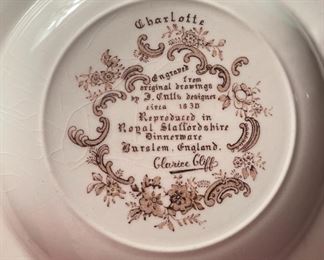 Charlotte
Engraved
from
original drawings
by J. Cutts designer
circa 1830
Reproduced in
Royal Staffordshire
Dinnerware
Burslem, England.
Clarice Cliff